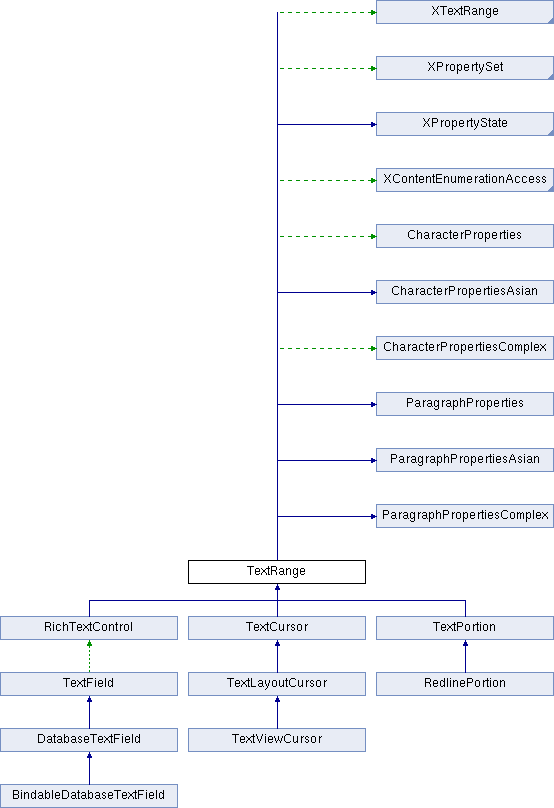 XTextRange
XPropertySet
XPropertyState
XContentEnumerationAccess
CharacterProperties
CharacterPropertiesAsian
CharacterPropertiesComplex
ParagraphProperties
ParagraphPropertiesAsian
ParagraphPropertiesComplex
TextRange
RichTextControl
TextCursor
TextPortion
TextField
TextLayoutCursor
RedlinePortion
DatabaseTextField
TextViewCursor
BindableDatabaseTextField